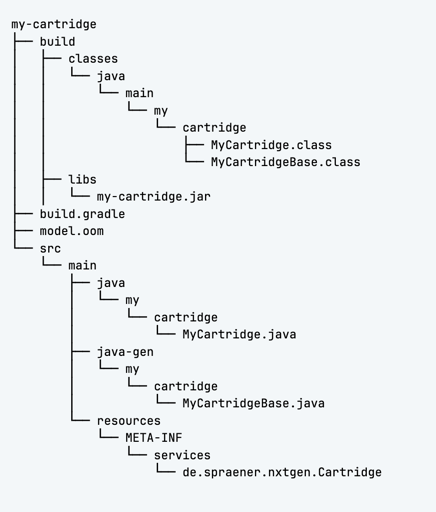 my-cartridge
build
classes
java
main
my
cartridge
MyCartridge.class
MyCartridgeBase.class
libs
my-cartridge.jar
build.gradle
model.oom
src
main
java
my
cartridge
MyCartridge.java
java-gen
my
cartridge
MyCartridgeBase.java
resources
META-INF
services
de.spraener.nxtgen.Cartridge